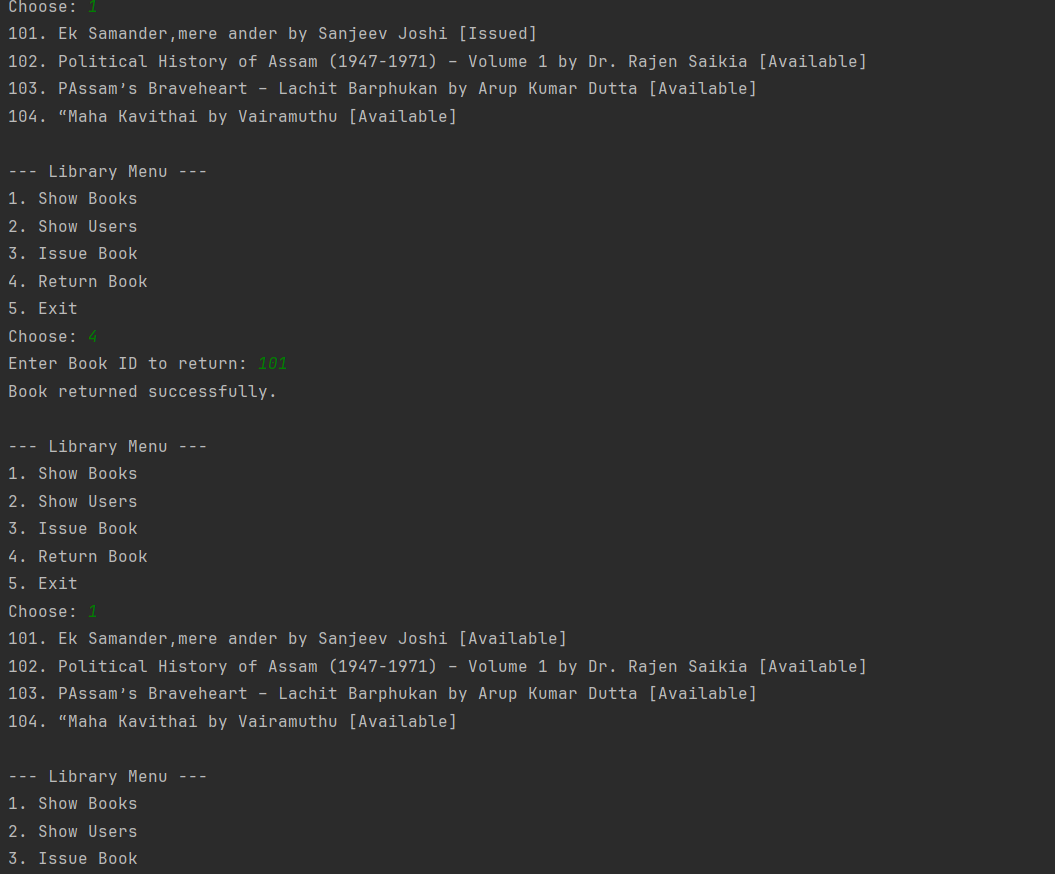 Choose: 1
101. Ek Samander,mere ander by Sanjeev Joshi [Issued]
102. Political History of Assam (1947-1971) – Volume 1 by Dr. Rajen Saikia [Available]
103. PAssam’s Braveheart – Lachit Barphukan by Arup Kumar Dutta [Available]
104. “Maha Kavithai by Vairamuthu [Available]

--- Library Menu ---
1. Show Books
2. Show Users
3. Issue Book
4. Return Book
5. Exit
Choose: 4
Enter Book ID to return: 101
Book returned successfully.

--- Library Menu ---
1. Show Books
2. Show Users
3. Issue Book
4. Return Book
5. Exit
Choose: 1
101. Ek Samander,mere ander by Sanjeev Joshi [Available]
102. Political History of Assam (1947-1971) – Volume 1 by Dr. Rajen Saikia [Available]
103. PAssam’s Braveheart – Lachit Barphukan by Arup Kumar Dutta [Available]
104. “Maha Kavithai by Vairamuthu [Available]

--- Library Menu ---
1. Show Books
2. Show Users
3. Issue Book